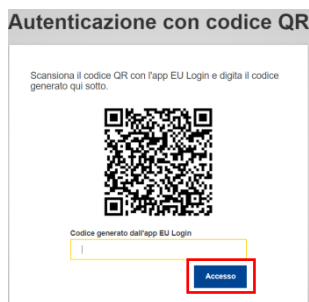 Autenticazione con codice QR
Scansiona il codice QR con l'app EU Login e digita il codice
generato qui sotto.
Codice generato dall'app EU Login
Accesso